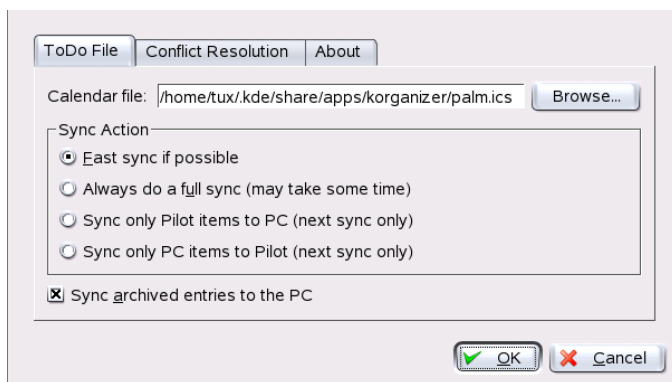 ToDo File Conflict Resolution About
Calendar file: /home/tux/.kde/share/apps/korganizer/palm.ics Browse...
Sync Action
Fast sync if possible
Always do a full sync (may take some time)
Sync only Pilot items to PC (next sync only)
Sync only PC items to Pilot (next sync only)
Sync archived entries to the PC
OK Cancel